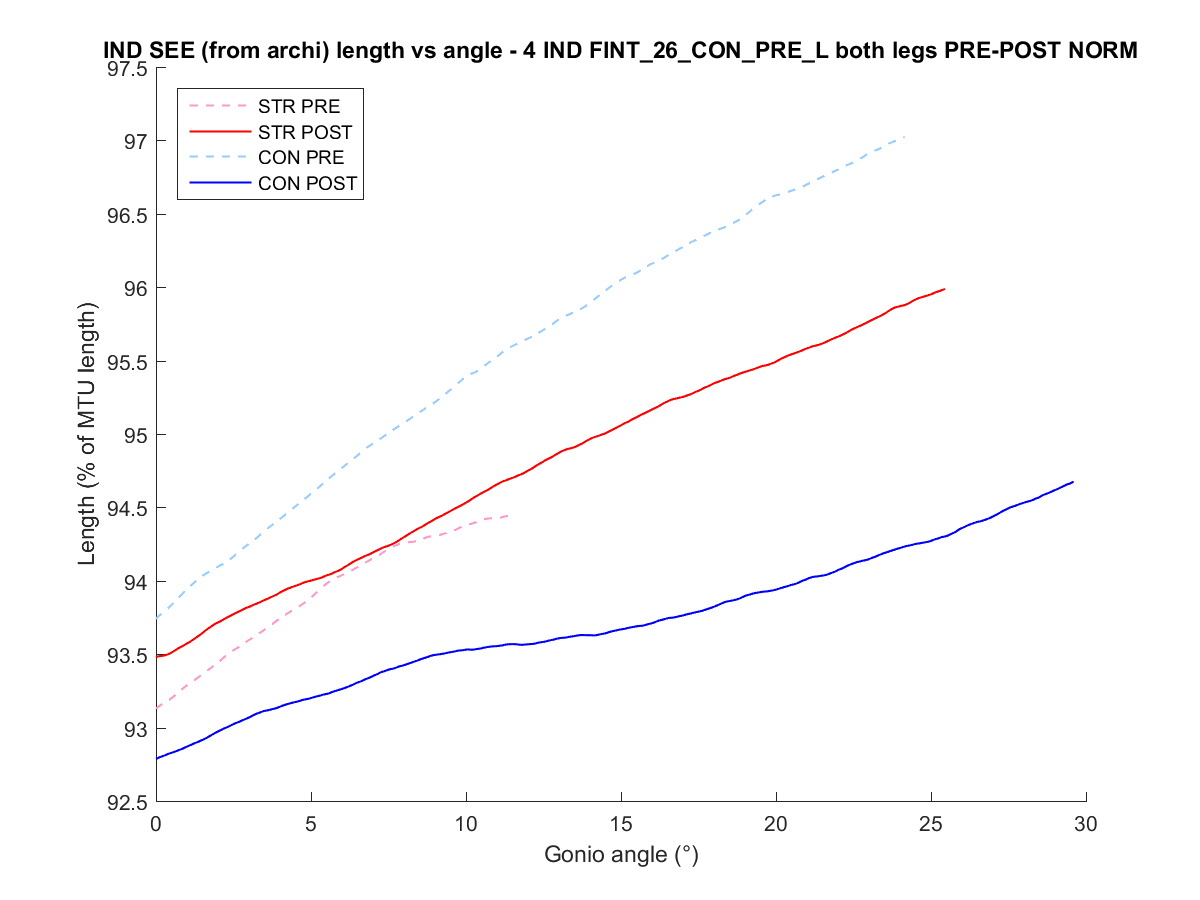 IND SEE (from archi) length vs angle - 4 IND FINT_26_CON_PRE_L both legs PRE-POST NORM
97.5
97
96.5
96
95.5
95
94.5
94
93.5
93
92.5
Length (% of MTU length)
STR PRE
STR POST
CON PRE
CON POST
0 5 10 15 20 25 30
Gonio angle (°)